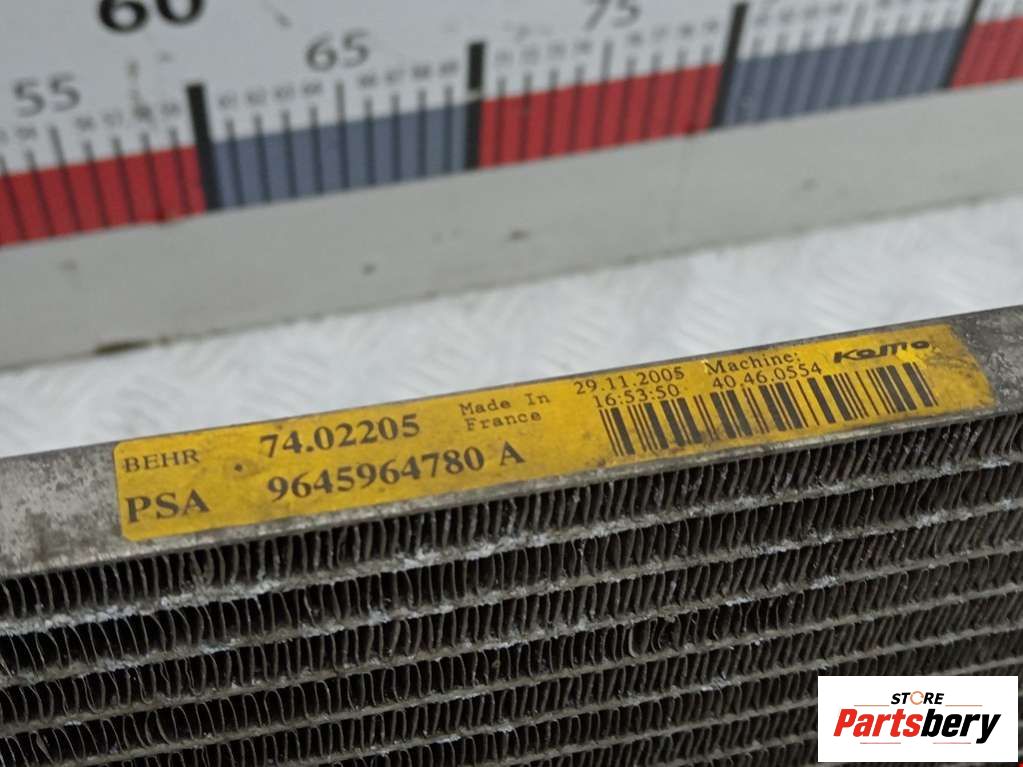 60
55
65
75
BEHR 74.02205
PSA 9645964780 A
Made In
France
29.11.2005 Machine:
16:53:50 40.46.0554
STORE
Partsbery